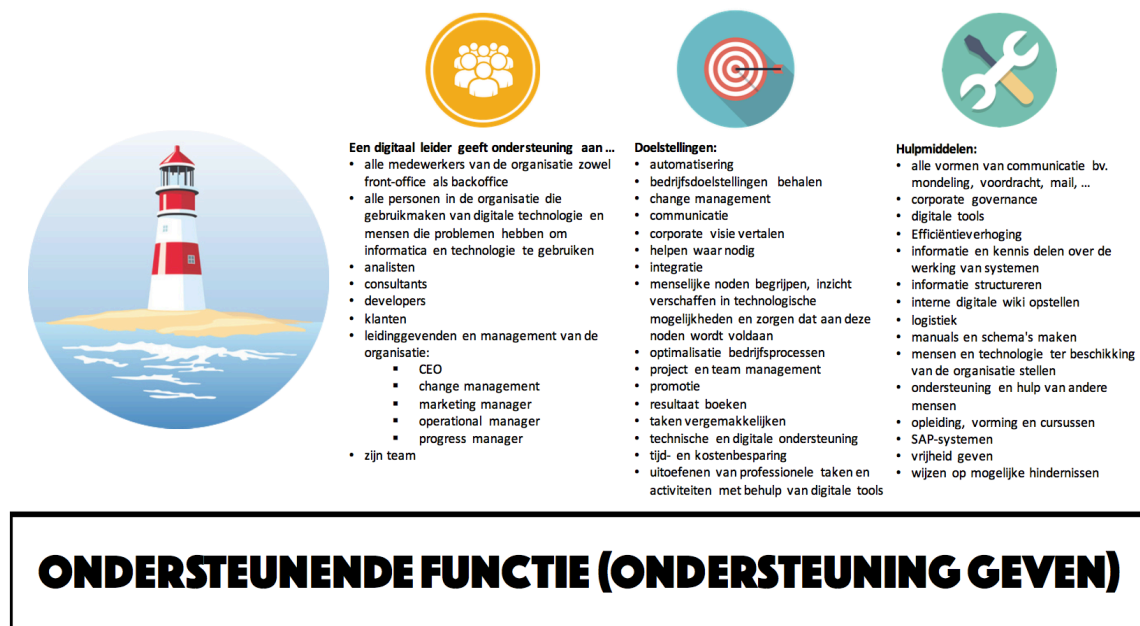 Een digitaal leider geeft ondersteuning aan ...
• alle medewerkers van de organisatie zowel
front-office als backoffice
• alle personen in de organisatie die
gebruikmaken van digitale technologie en
mensen die problemen hebben om
informatica en technologie te gebruiken
• analisten
• consultants
• developers
• klanten
• leidinggevenden en management van de
organisatie:
▪ CEO
▪ change management
▪ marketing manager
▪ operational manager
▪ progress manager
• zijn team
Doelstellingen:
• automatisering
• bedrijfsdoelstellingen behalen
• change management
• communicatie
• corporate visie vertalen
• helpen waar nodig
• integratie
• menselijke noden begrijpen, inzicht
verschaffen in technologische
mogelijkheden en zorgen dat aan deze
noden wordt voldaan
• optimalisatie bedrijfsprocessen
• project en team management
• promotie
• resultaat boeken
• taken vergemakkelijken
• technische en digitale ondersteuning
• tijd- en kostenbesparing
• uitoefenen van professionele taken en
activiteiten met behulp van digitale tools
Hulpmiddelen:
• alle vormen van communicatie bv.
mondeling, voordracht, mail, ...
• corporate governance
• digitale tools
• Efficiëntieverhoging
• informatie en kennis delen over de
werking van systemen
• informatie structureren
• interne digitale wiki opstellen
• logistiek
• manuals en schema's maken
• mensen en technologie ter beschikking
van de organisatie stellen
• ondersteuning en hulp van andere
mensen
• opleiding, vorming en cursussen
• SAP-systemen
• vrijheid geven
• wijzen op mogelijke hindernissen
ONDERSTEUNENDE FUNCTIE (ONDERSTEUNING GEVEN)